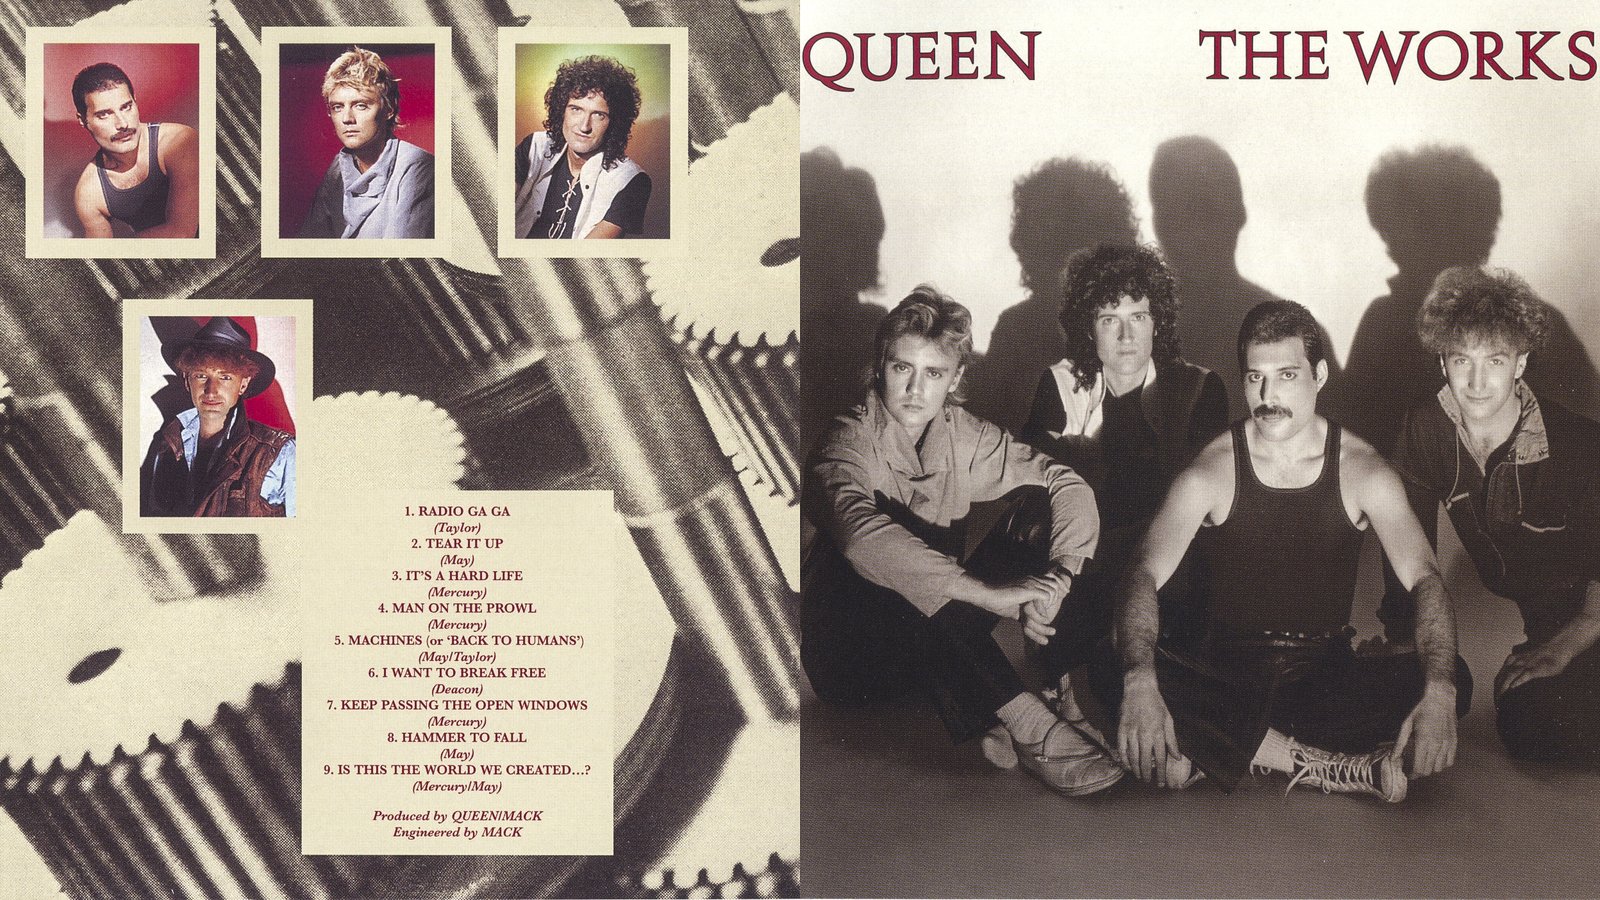 1. RADIO GA GA
(Taylor)
2. TEAR IT UP
(May)
3. IT'S A HARD LIFE
(Mercury)
4. MAN ON THE PROWL
(Mercury)
5. MACHINES (or ‘BACK TO HUMANS’)
(May/Taylor)
6. I WANT TO BREAK FREE
(Deacon)
7. KEEP PASSING THE OPEN WINDOWS
(Mercury)
8. HAMMER TO FALL
(May)
9. IS THIS THE WORLD WE CREATED...?
(Mercury/May)
Produced by QUEEN/MACK
Engineered by MACK
QUEEN THE WORKS